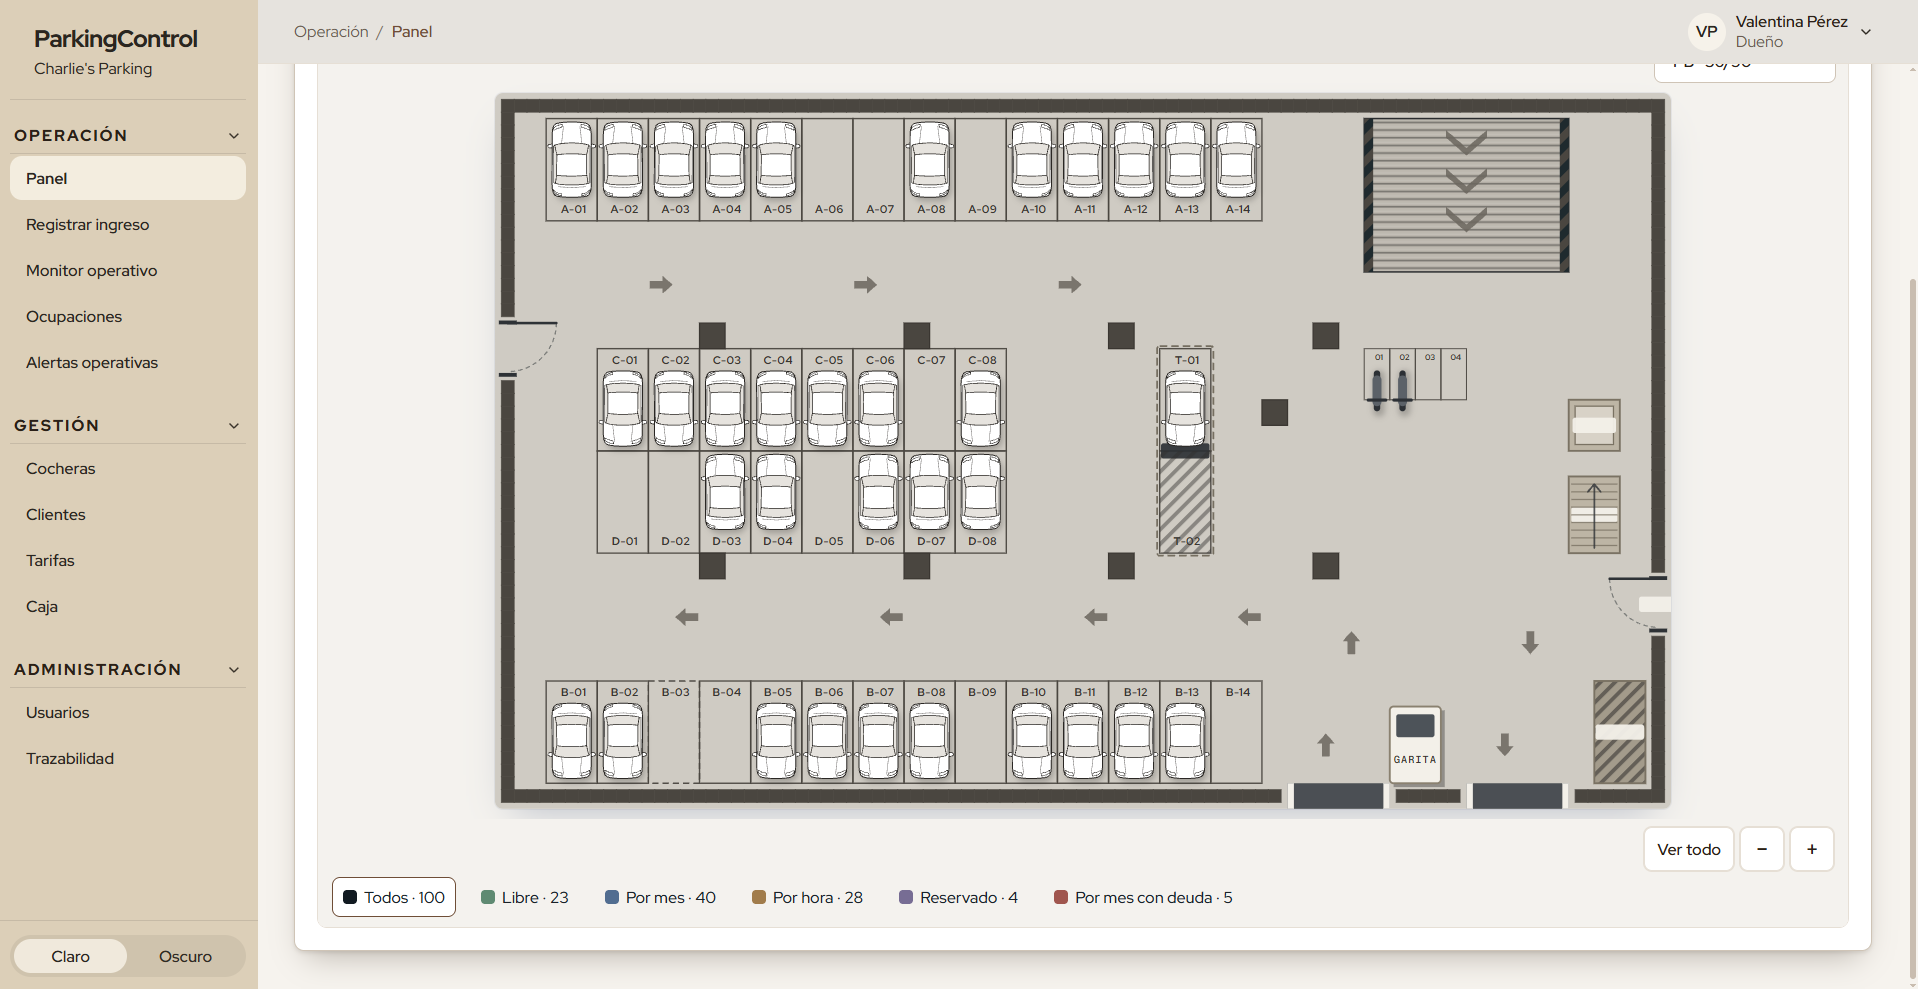 ParkingControl
Charlie's Parking
OPERACIÓN
Panel
Registrar ingreso
Monitor operativo
Ocupaciones
Alertas operativas
GESTIÓN
Cocheras
Clientes
Tarifas
Caja
ADMINISTRACIÓN
Usuarios
Trazabilidad
Claro
Oscuro
Operación / Panel
VP
Valentina Pérez
Dueño
A-01 A-02 A-03 A-04 A-05 A-06 A-07 A-08 A-09 A-10 A-11 A-12 A-13 A-14
C-01 C-02 C-03 C-04 C-05 C-06 C-07 C-08
T-01
01 02 03 04
D-01 D-02 D-03 D-04 D-05 D-06 D-07 D-08
T-02
B-01 B-02 B-03 B-04 B-05 B-06 B-07 B-08 B-09 B-10 B-11 B-12 B-13 B-14
GARITA
Ver todo − +
Todos · 100
Libre · 23
Por mes · 40
Por hora · 28
Reservado · 4
Por mes con deuda · 5